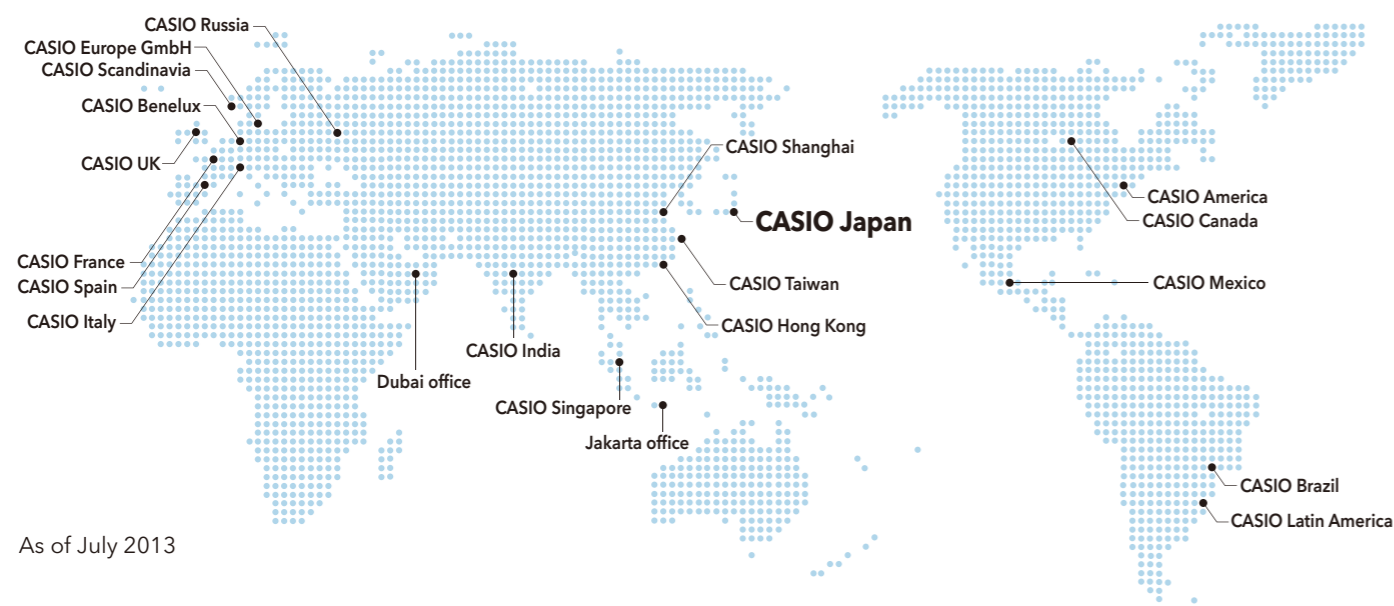 CASIO Russia
CASIO Europe GmbH
CASIO Scandinavia
CASIO Benelux
CASIO UK
CASIO France
CASIO Spain
CASIO Italy
Dubai office
CASIO India
CASIO Singapore
Jakarta office
CASIO Shanghai
CASIO Japan
CASIO Taiwan
CASIO Hong Kong
CASIO America
CASIO Canada
CASIO Mexico
CASIO Brazil
CASIO Latin America
As of July 2013